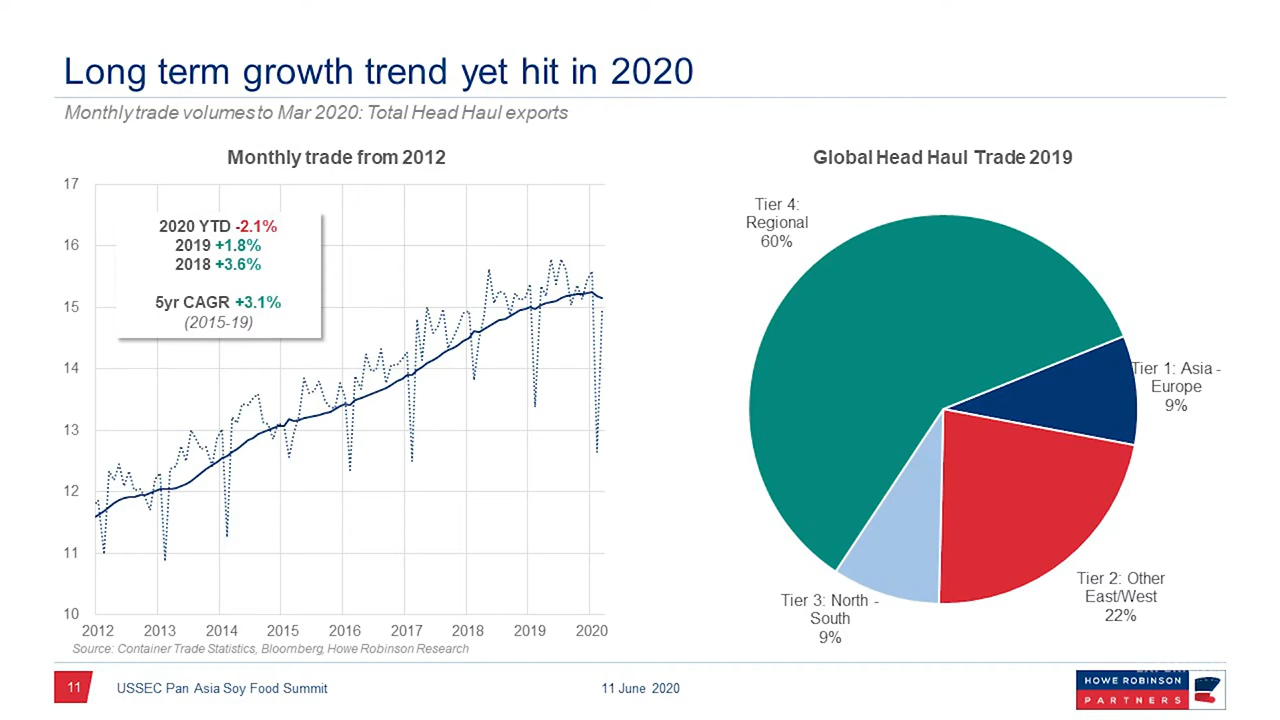 Long term growth trend yet hit in 2020
Monthly trade volumes to Mar 2020: Total Head Haul exports
Monthly trade from 2012
17
16
15
14
13
12
11
10
2020 YTD -2.1%
2019 +1.8%
2018 +3.6%
5yr CAGR +3.1%
(2015-19)
2012 2013 2014 2015 2016 2017 2018 2019 2020
Source: Container Trade Statistics, Bloomberg, Howe Robinson Research
Global Head Haul Trade 2019
Tier 4:
Regional
60%
Tier 1: Asia -
Europe
9%
Tier 2: Other
East/West
22%
Tier 3: North -
South
9%
11
USSEC Pan Asia Soy Food Summit
11 June 2020
HOWE ROBINSON
PARTNERS